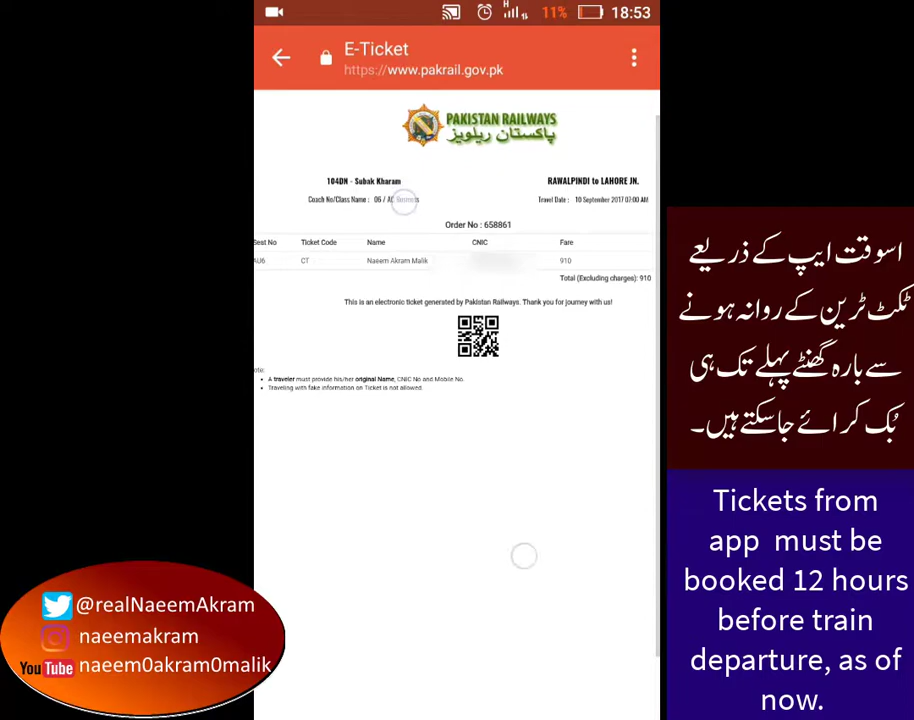 18:53
11%
H
E-Ticket
https://www.pakrail.gov.pk
PAKISTAN RAILWAYS
پاکستان ریلویز
104DN - Subak Kharam
RAWALPINDI to LAHORE JN.
Coach No/Class Name : 06 / AC
Travel Date : 10 September 2017 07:00 AM
Order No : 658861
Seat No Ticket Code Name CNIC Fare
AU6 CT Naeem Akram Malik 910
Total (Excluding charges): 910
This is an electronic ticket generated by Pakistan Railways. Thank you for journey with us!
ote:
A traveler must provide his/her original Name, CNIC No and Mobile No.
Traveling with fake information on Ticket is not allowed.
اسوقت ایپ کے ذریعے
ٹکٹ ٹرین کے روانہ ہونے
سے بارہ گھنٹے پہلے تک ہی
بُک کرائے جاسکتے ہیں۔
Tickets from
app must be
booked 12 hours
before train
departure, as of
now.
@realNaeemAkram
naeemakram
YouTube naeem0akram0malik